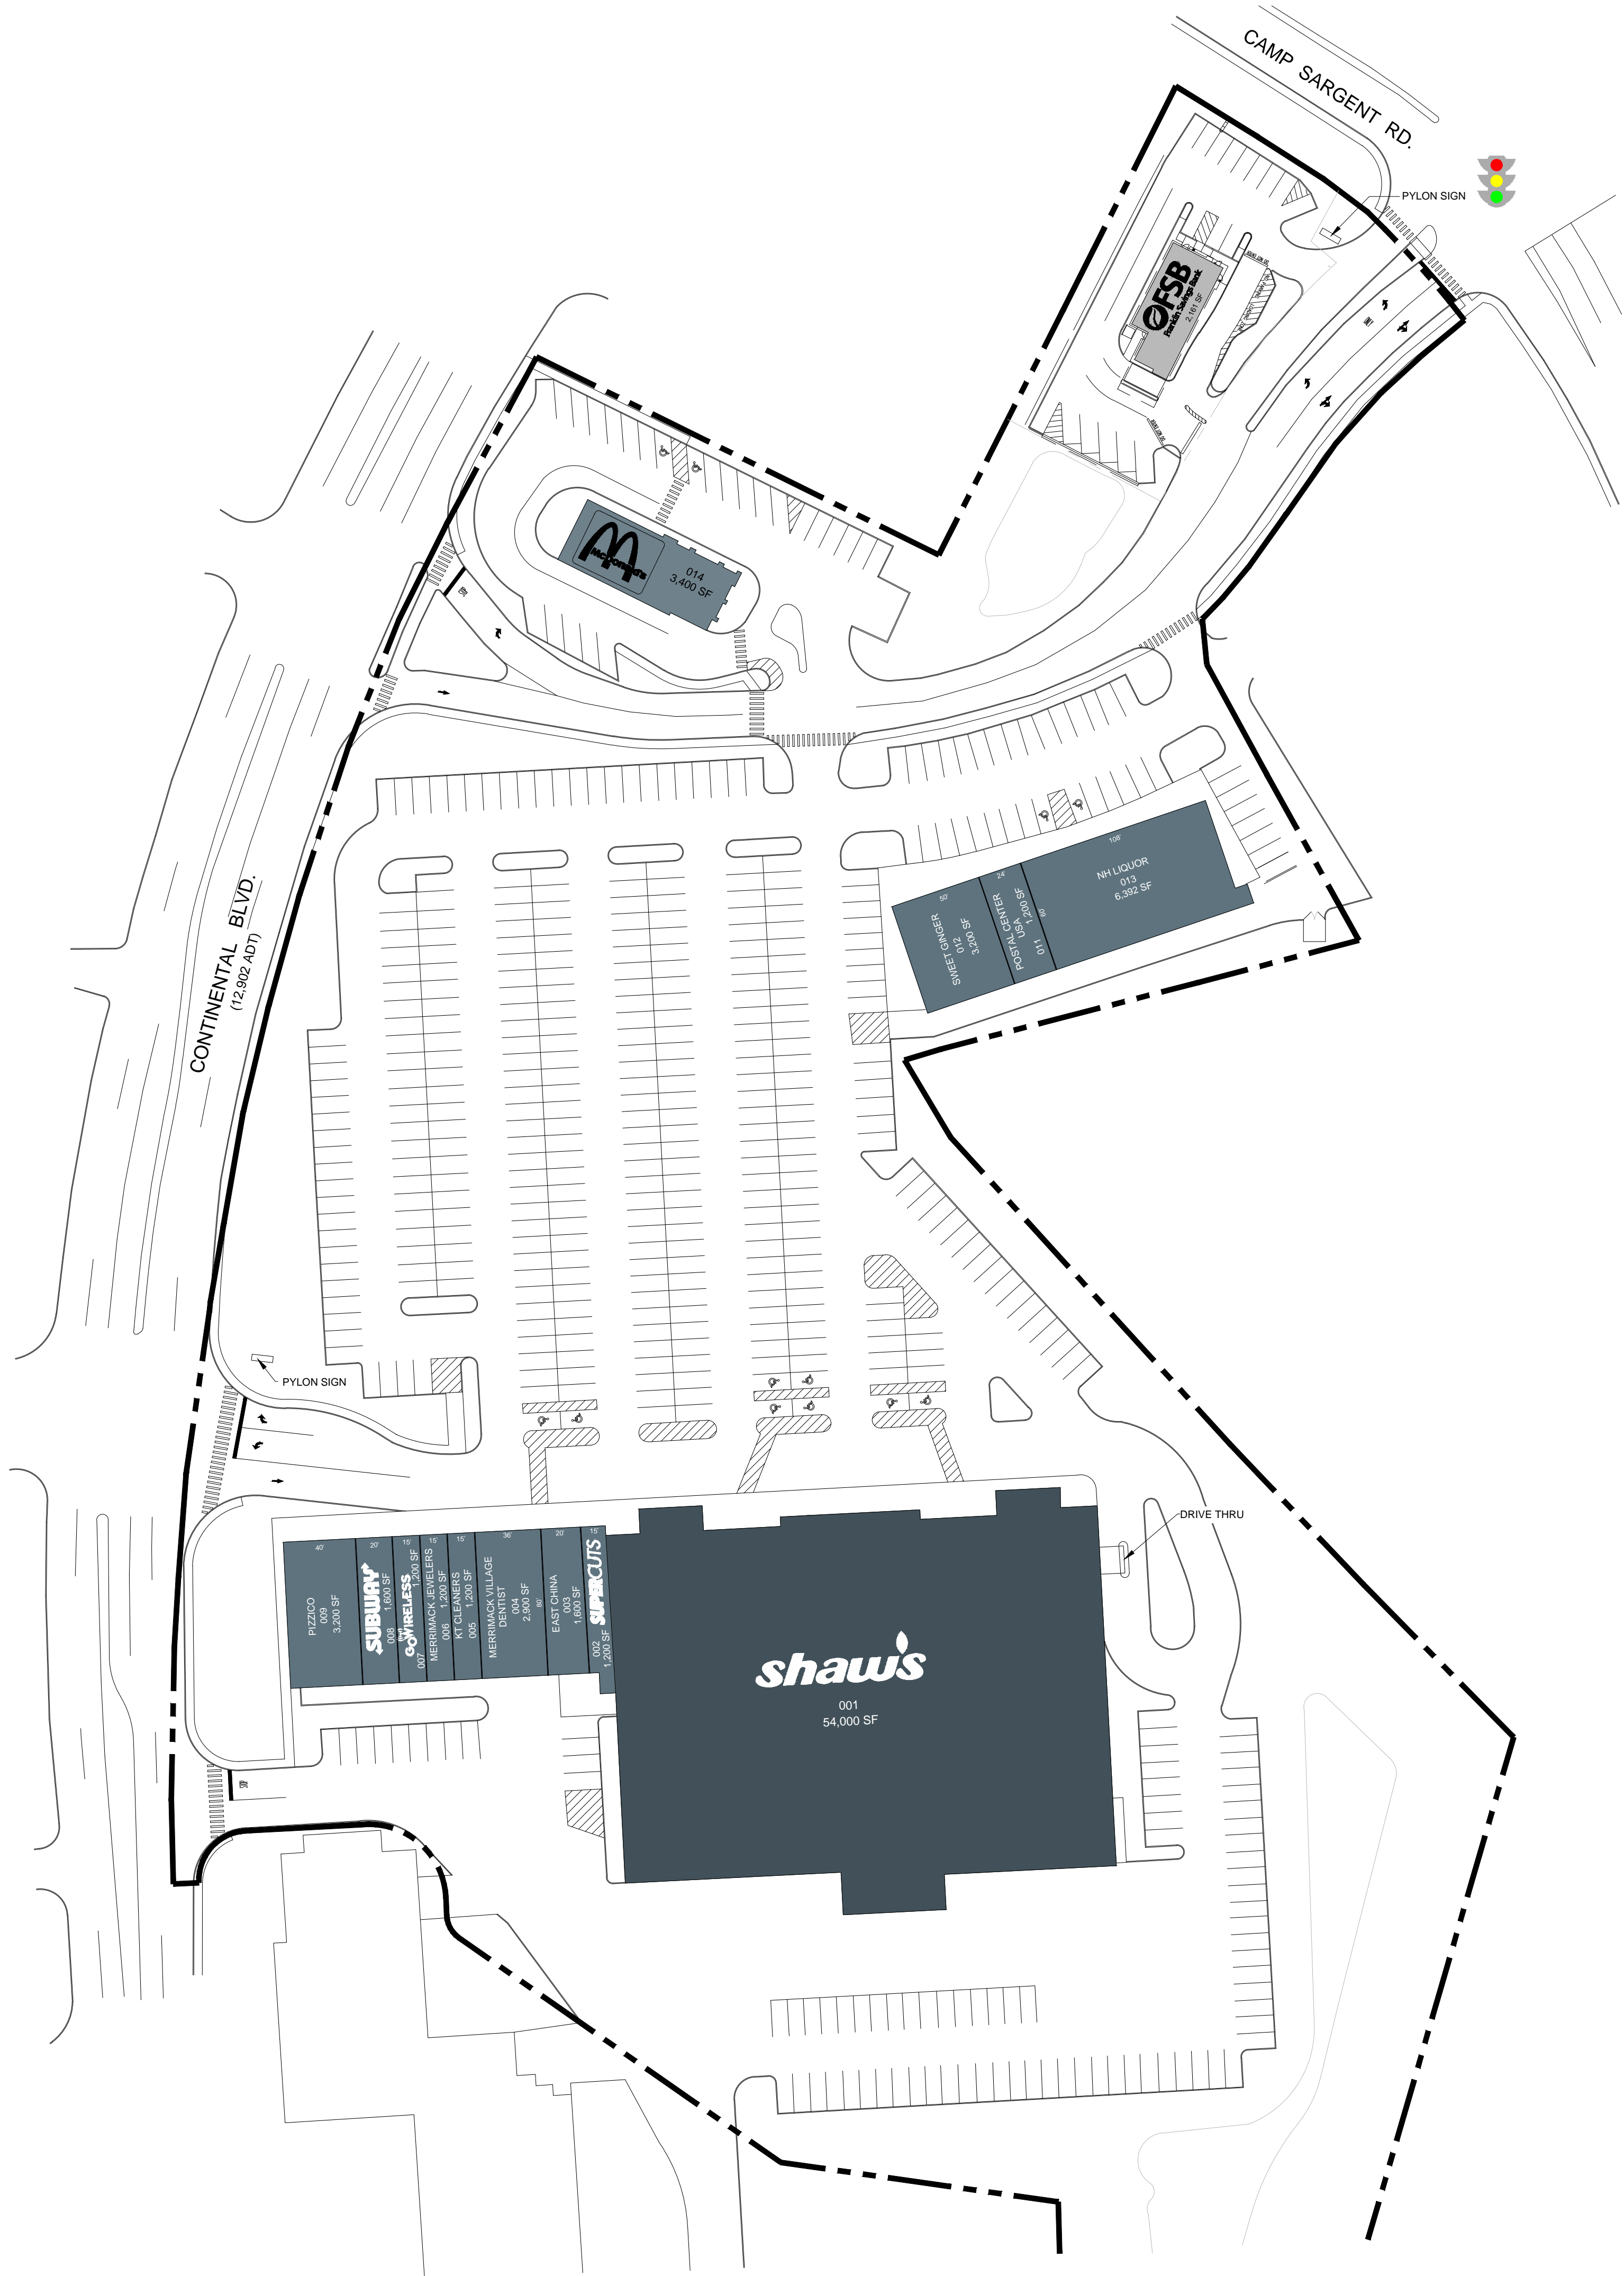 CAMP SARGENT RD.
PYLON SIGN
FSB
Franklin Savings Bank
2,161 SF
McDonald's
014
3,400 SF
CONTINENTAL BLVD.
(12,902 ADT)
108'
NH LIQUOR
013
6,392 SF
24'
POSTAL CENTER
USA
1,200 SF
011
60'
50'
SWEET GINGER
012
3,200 SF
PYLON SIGN
DRIVE THRU
40'
PIZZICO
009
3,200 SF
20'
SUBWAY
008
1,600 SF
15'
GOWIRELESS
007
1,200 SF
15'
MERRIMACK JEWELERS
006
1,200 SF
15'
KT CLEANERS
005
1,200 SF
36'
MERRIMACK VILLAGE
DENTIST
004
2,900 SF
80'
20'
EAST CHINA
003
1,600 SF
15'
SUPERCUTS
002
1,200 SF
shaw's
001
54,000 SF